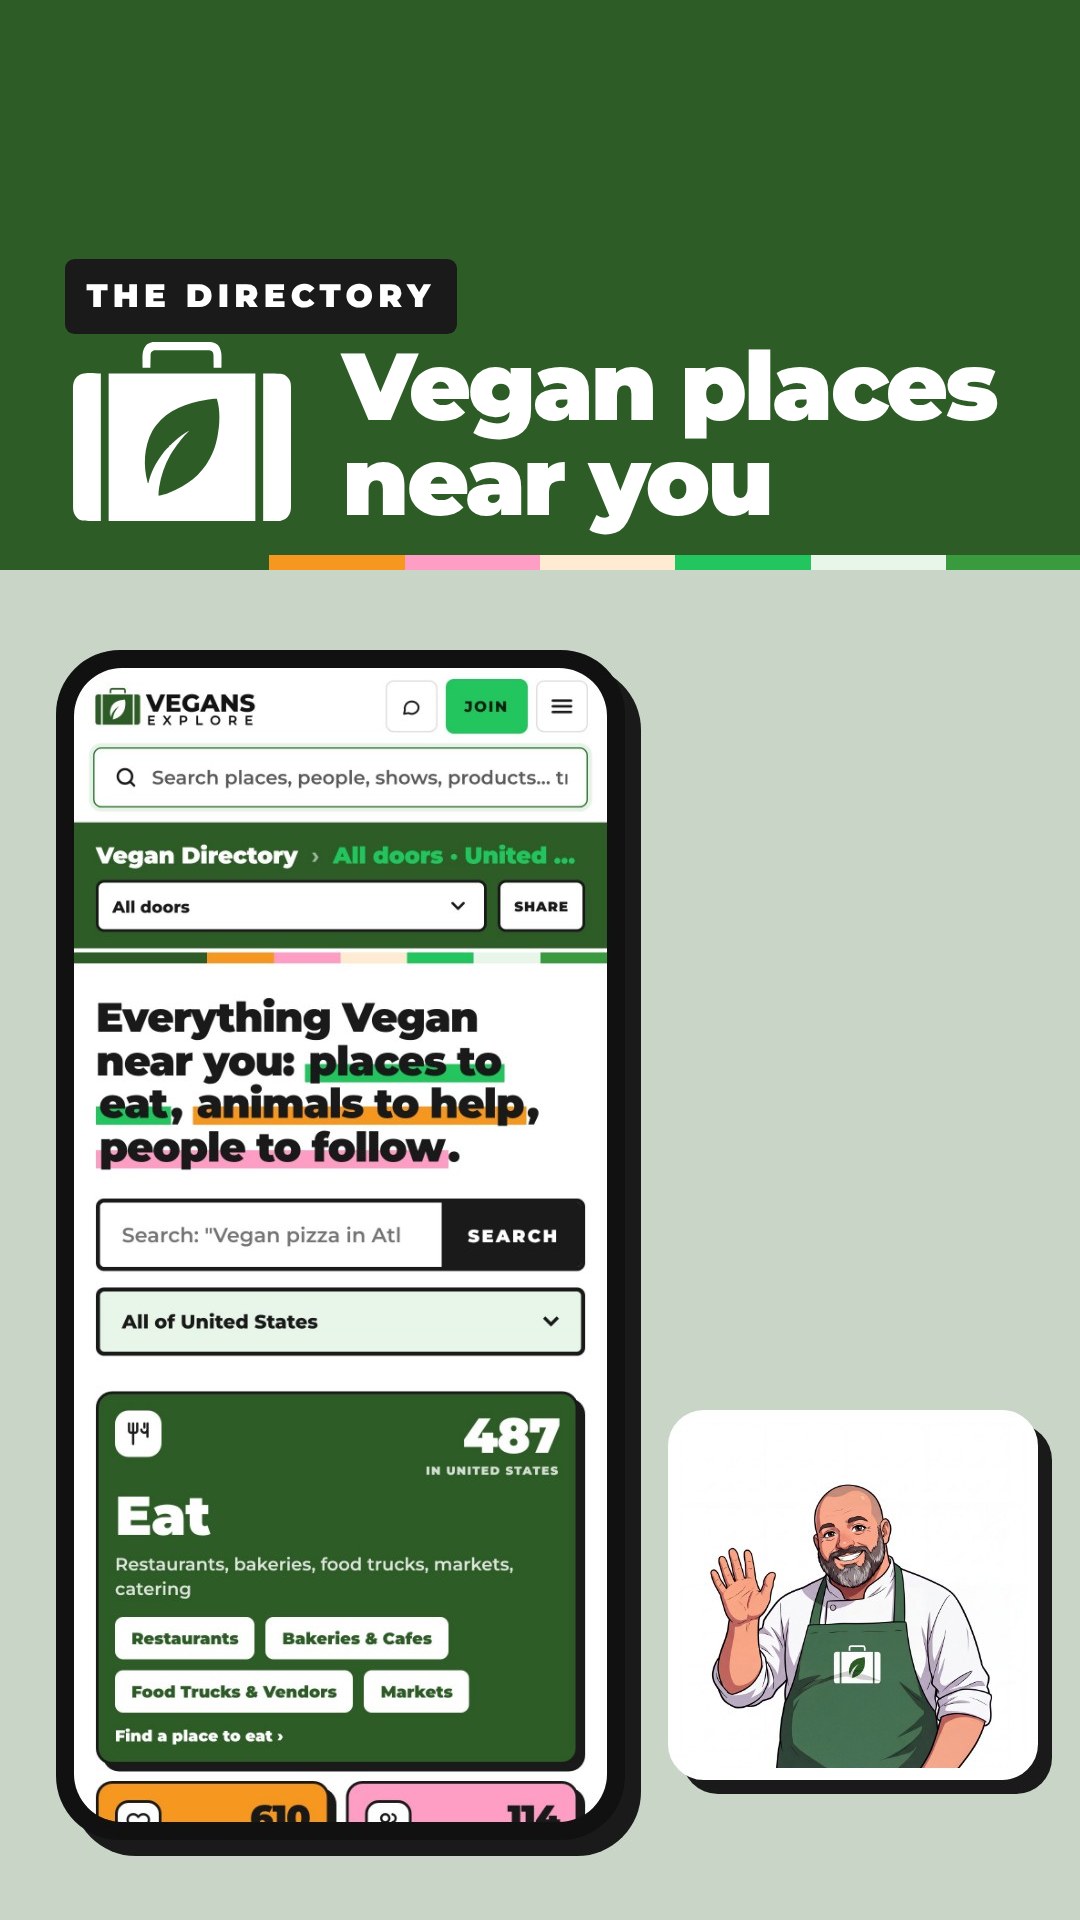 THE DIRECTORY
Vegan places
near you
VEGANS
EXPLORE
JOIN
Search places, people, shows, products...
Vegan Directory › All doors · United ...
All doors
SHARE
Everything Vegan
near you: places to
eat, animals to help,
people to follow.
Search: "Vegan pizza in Atl
SEARCH
All of United States
487
IN UNITED STATES
Eat
Restaurants, bakeries, food trucks, markets,
catering
Restaurants
Bakeries & Cafes
Food Trucks & Vendors
Markets
Find a place to eat ›
610
114